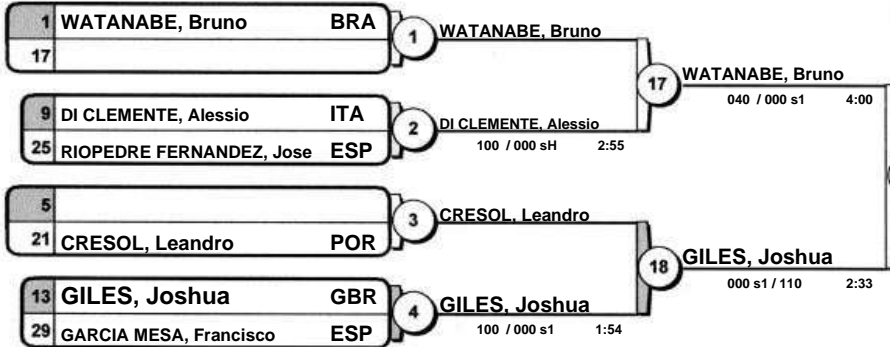 1 WATANABE, Bruno BRA
17
1 WATANABE, Bruno
17 WATANABE, Bruno
040 / 000 s1 4:00
9 DI CLEMENTE, Alessio ITA
25 RIOPEDRE FERNANDEZ, Jose ESP
2 DI CLEMENTE, Alessio
100 / 000 sH 2:55
5
21 CRESOL, Leandro POR
3 CRESOL, Leandro
18 GILES, Joshua
000 s1 / 110 2:33
13 GILES, Joshua GBR
29 GARCIA MESA, Francisco ESP
4 GILES, Joshua
100 / 000 s1 1:54